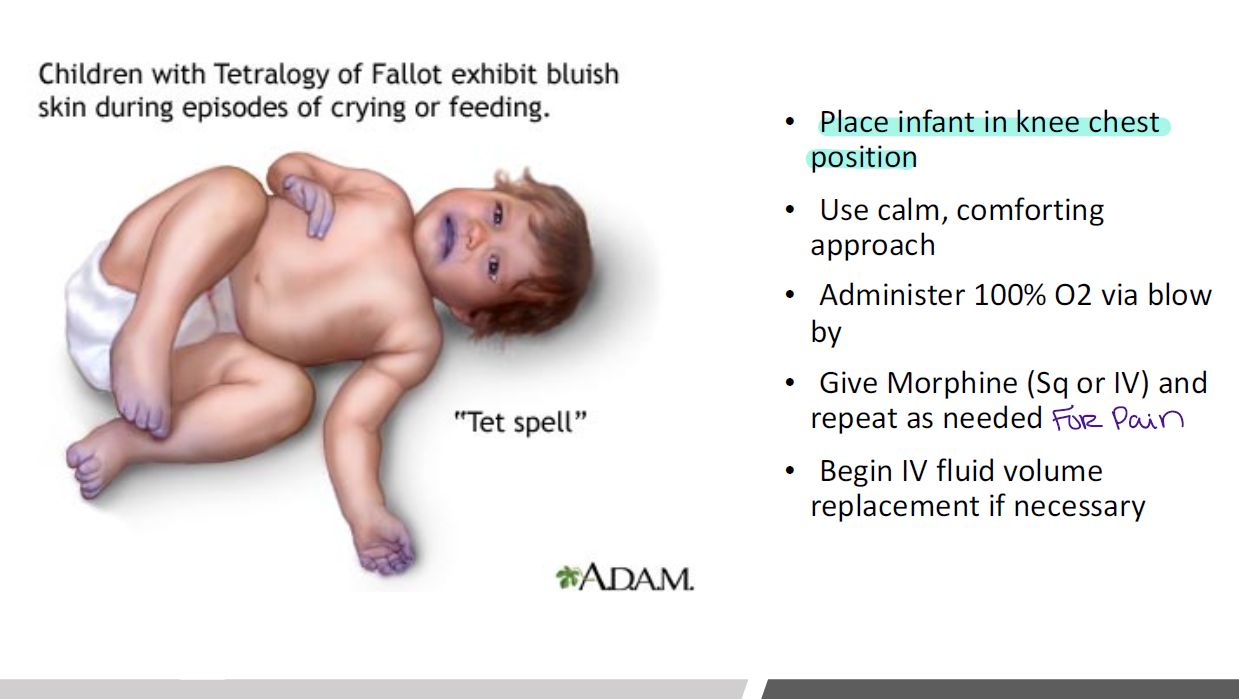 Children with Tetralogy of Fallot exhibit bluish
skin during episodes of crying or feeding.
"Tet spell"
A.D.A.M.
• Place infant in knee chest
position
• Use calm, comforting
approach
• Administer 100% O2 via blow
by
• Give Morphine (Sq or IV) and
repeat as needed For Pain
• Begin IV fluid volume
replacement if necessary